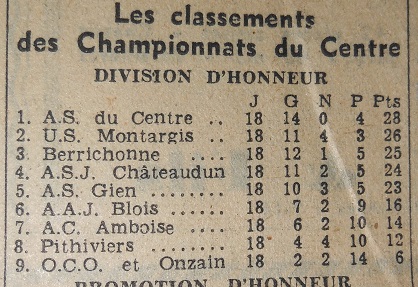 Les classements
des Championnats du Centre
DIVISION D'HONNEUR
J G N P Pts
1. A.S. du Centre .. 18 14 0 4 28
2. U.S. Montargis .. 18 11 4 3 26
3. Berrichonne .... 18 12 1 5 25
4. A.S.J. Châteaudun 18 11 2 5 24
5. A.S. Gien ....... 18 10 3 5 23
6. A.A.J. Blois ..... 18 7 2 9 16
7. A.C. Amboise .... 18 6 2 10 14
8. Pithiviers ....... 18 4 4 10 12
9. O.C.O. et Onzain 18 2 2 14 6
PROMOTION D'HONNEUR